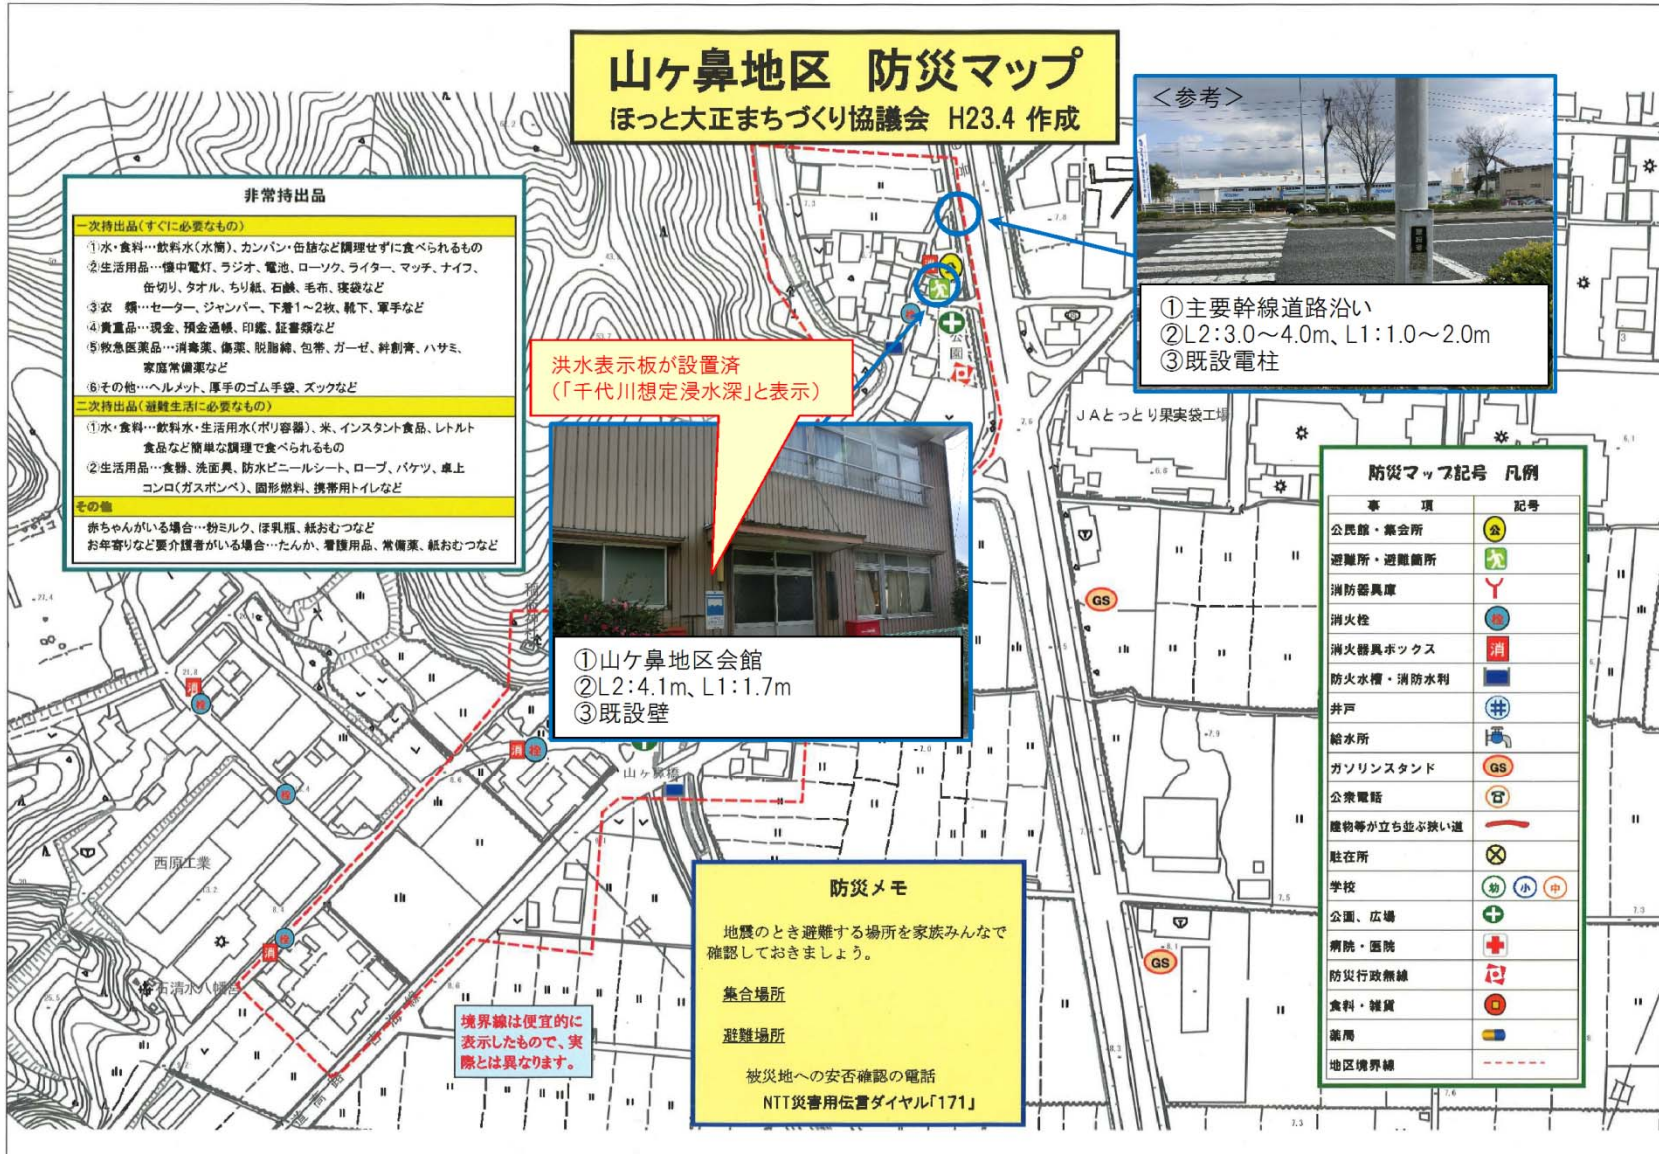 山ヶ鼻地区 防災マップ
ほっと大正まちづくり協議会 H23.4 作成
非常持出品
一次持出品(すぐに必要なもの)
①水・食料…飲料水(水筒)、カンパン・缶詰など調理せずに食べられるもの
②生活用品…懐中電灯、ラジオ、電池、ローソク、ライター、マッチ、ナイフ、
缶切り、タオル、ちり紙、石鹸、毛布、寝袋など
③衣 類…セーター、ジャンパー、下着1~2枚、靴下、軍手など
④貴重品…現金、預金通帳、印鑑、証書類など
⑤救急医薬品…消毒薬、傷薬、脱脂綿、包帯、ガーゼ、絆創膏、ハサミ、
家庭常備薬など
⑥その他…ヘルメット、厚手のゴム手袋、ズックなど
二次持出品(避難生活に必要なもの)
①水・食料…飲料水・生活用水(ポリ容器)、米、インスタント食品、レトルト
食品など簡単な調理で食べられるもの
②生活用品…食器、洗面具、防水ビニールシート、ロープ、バケツ、卓上
コンロ(ガスボンベ)、固形燃料、携帯用トイレなど
その他
赤ちゃんがいる場合…粉ミルク、ほ乳瓶、紙おむつなど
お年寄りなど要介護者がいる場合…たんか、看護用品、常備薬、紙おむつなど
<参考>
①主要幹線道路沿い
②L2:3.0~4.0m、L1:1.0~2.0m
③既設電柱
洪水表示板が設置済
(「千代川想定浸水深」と表示)
①山ケ鼻地区会館
②L2:4.1m、L1:1.7m
③既設壁
公
消
栓
公園
JAとっとり果実袋工場
GS
GS
消
栓
消
栓
栓
消
栓
山ヶ鼻橋
西原工業
石清水八幡宮
境界線は便宜的に
表示したもので、実
際とは異なります。
防災メモ
地震のとき避難する場所を家族みんなで
確認しておきましょう。
集合場所
避難場所
被災地への安否確認の電話
NTT災害用伝言ダイヤル「171」
防災マップ記号 凡例
事 項 記号
公民館・集会所 公
避難所・避難箇所
消防器具庫
消火栓 栓
消火器具ボックス 消
防火水槽・消防水利
井戸
給水所
ガソリンスタンド GS
公衆電話
建物等が立ち並ぶ狭い道
駐在所
学校 幼 小 中
公園、広場
病院・医院
防災行政無線
食料・雑貨
薬局
地区境界線